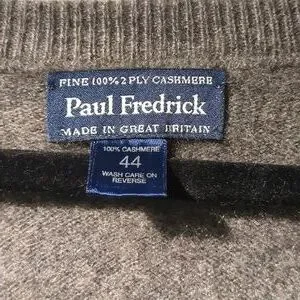 FINE 100% 2 PLY CASHMERE
Paul Fredrick
MADE IN GREAT BRITAIN
100% CASHMERE
44
WASH CARE ON
REVERSE